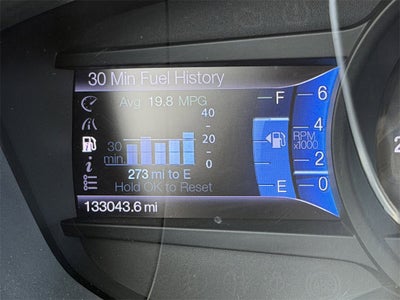 30 Min Fuel History
Avg 19.8 MPG
40
20
0
30
min.
273 mi to E
Hold OK to Reset
133043.6 mi
F
E
6
4
RPM
x1000
2
0